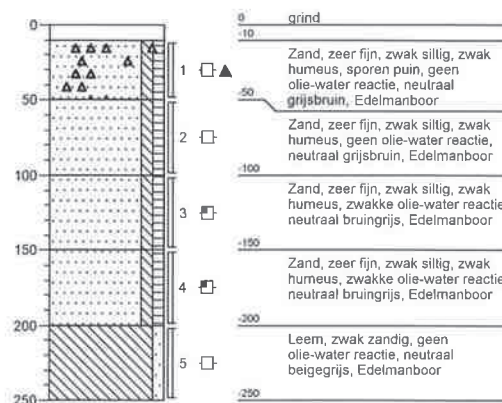 0
50
100
150
200
250
1
2
3
4
5
0
grind
-10
Zand, zeer fijn, zwak siltig, zwak
humeus, sporen puin, geen
olie-water reactie, neutraal
grijsbruin, Edelmanboor
-50
Zand, zeer fijn, zwak siltig, zwak
humeus, geen olie-water reactie,
neutraal grijsbruin, Edelmanboor
-100
Zand, zeer fijn, zwak siltig, zwak
humeus, zwakke olie-water reactie
neutraal bruingrijs, Edelmanboor
-150
Zand, zeer fijn, zwak siltig, zwak
humeus, zwakke olie-water reactie
neutraal bruingrijs, Edelmanboor
-200
Leem, zwak zandig, geen
olie-water reactie, neutraal
beigegrijs, Edelmanboor
-250